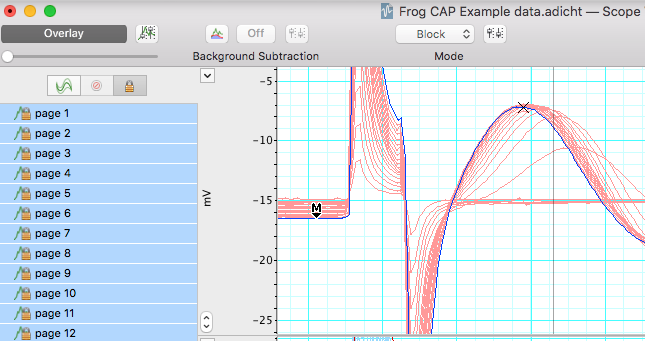 Frog CAP Example data.adicht — Scope
Overlay
Off
Block
Background Subtraction
Mode
page 1
page 2
page 3
page 4
page 5
page 6
page 7
page 8
page 9
page 10
page 11
page 12
mV
-5
-10
-15
-20
-25
M